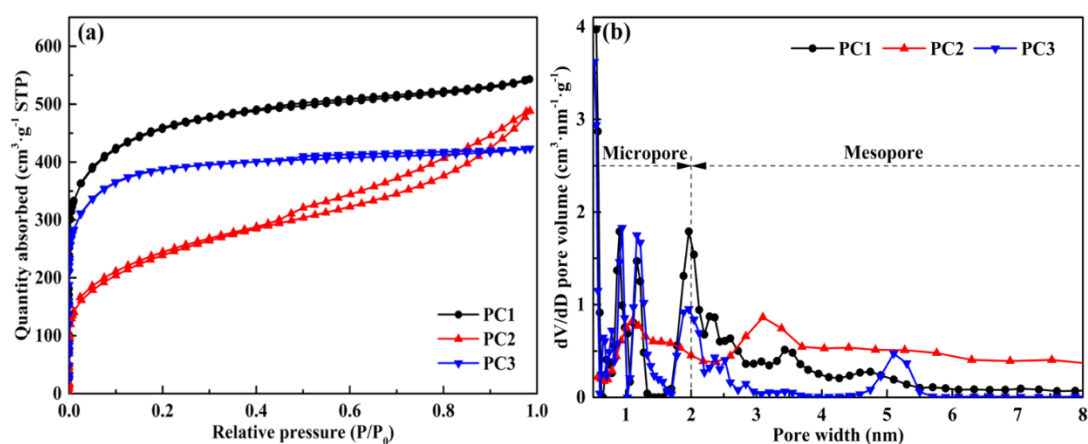 (a)
600
500
400
300
200
100
0
Quantity absorbed (cm³·g⁻¹ STP)
PC1
PC2
PC3
0.0 0.2 0.4 0.6 0.8 1.0
Relative pressure (P/P₀)
(b)
4
3
2
1
0
dV/dD pore volume (cm³·nm⁻¹·g⁻¹)
PC1 PC2 PC3
Micropore Mesopore
1 2 3 4 5 6 7 8
Pore width (nm)